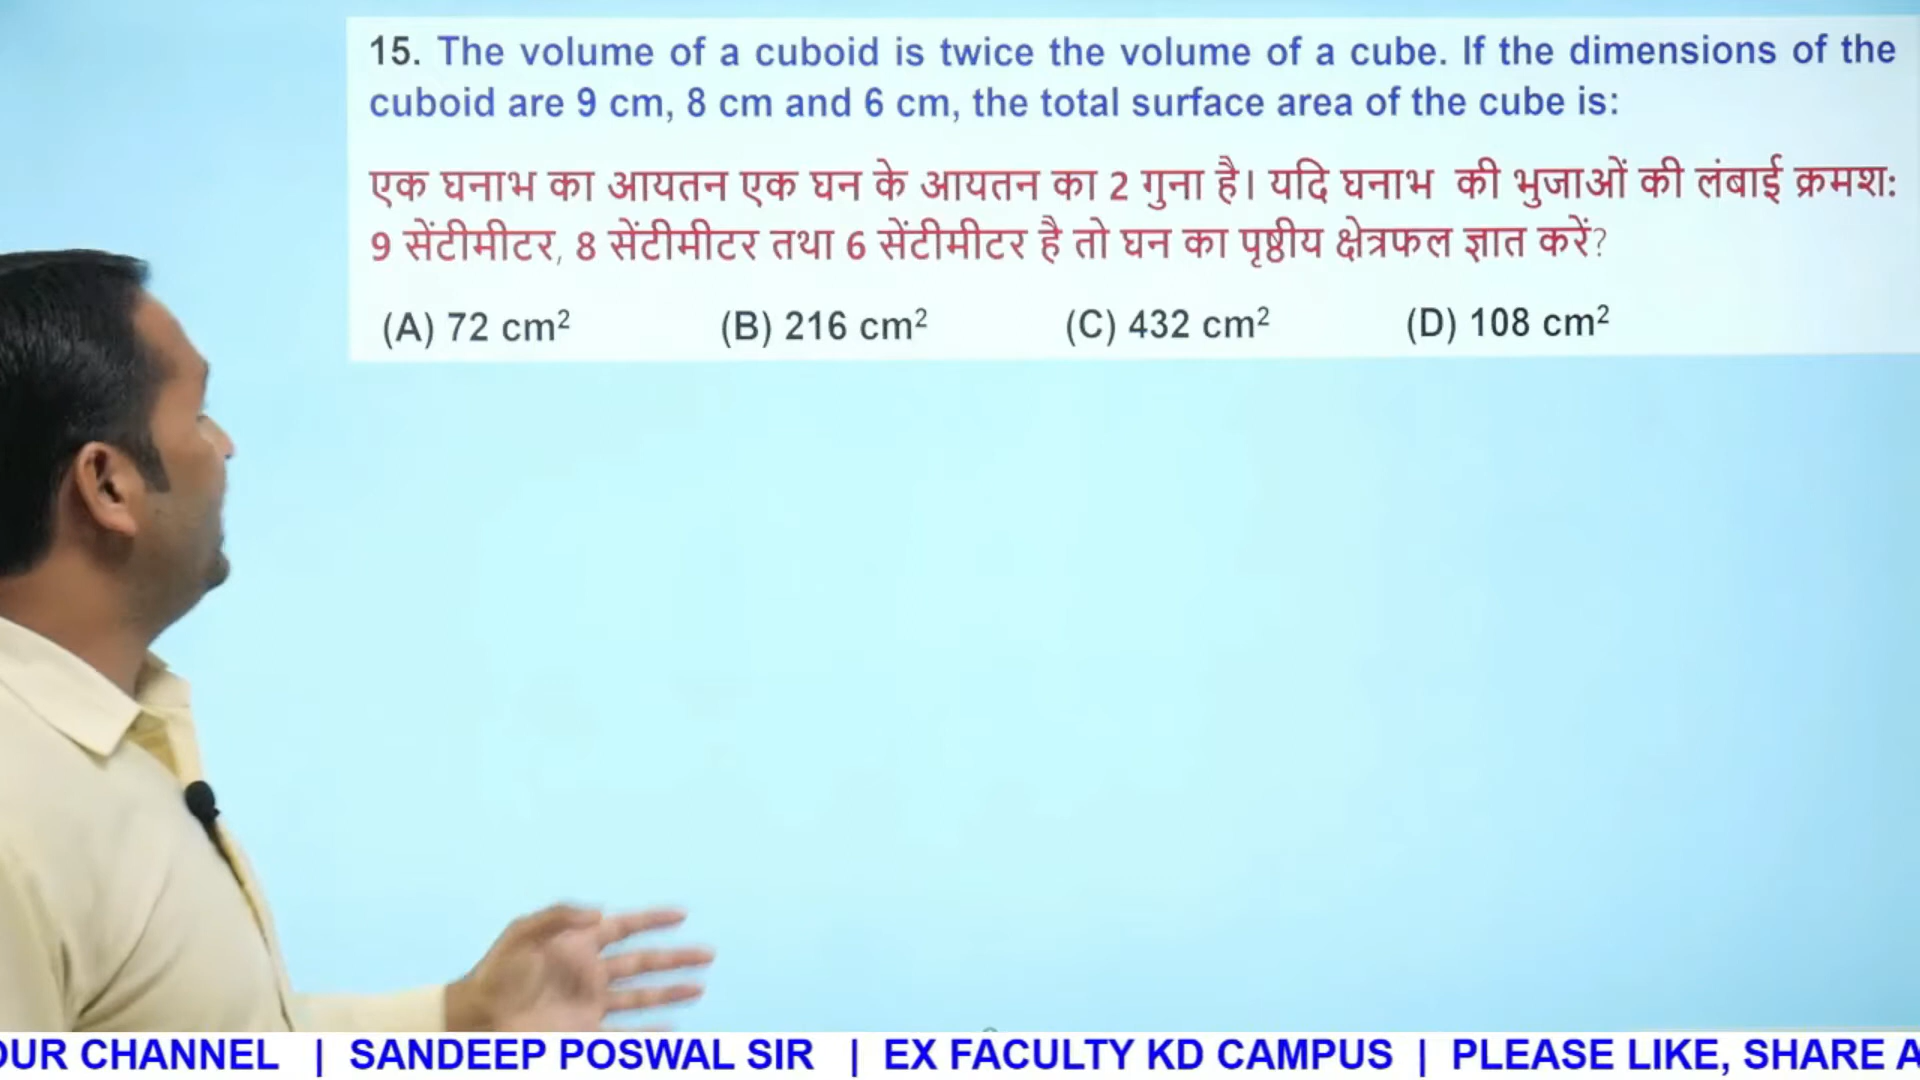 15. The volume of a cuboid is twice the volume of a cube. If the dimensions of the
cuboid are 9 cm, 8 cm and 6 cm, the total surface area of the cube is:
एक घनाभ का आयतन एक घन के आयतन का 2 गुना है। यदि घनाभ की भुजाओं की लंबाई क्रमश:
9 सेंटीमीटर, 8 सेंटीमीटर तथा 6 सेंटीमीटर है तो घन का पृष्ठीय क्षेत्रफल ज्ञात करें?
(A) 72 cm² (B) 216 cm² (C) 432 cm² (D) 108 cm²
OUR CHANNEL | SANDEEP POSWAL SIR | EX FACULTY KD CAMPUS | PLEASE LIKE, SHARE A